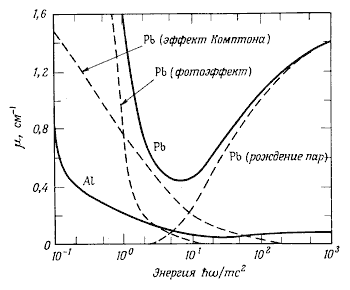 1,6
Pb (эффект Комптона)
1,2
Pb (фотоэффект)
μ, см⁻¹
0,8
Pb
Pb (рождение пар)
0,4
Al
0
10⁻¹ 10⁰ 10¹ 10² 10³
Энергия ħω/mc²